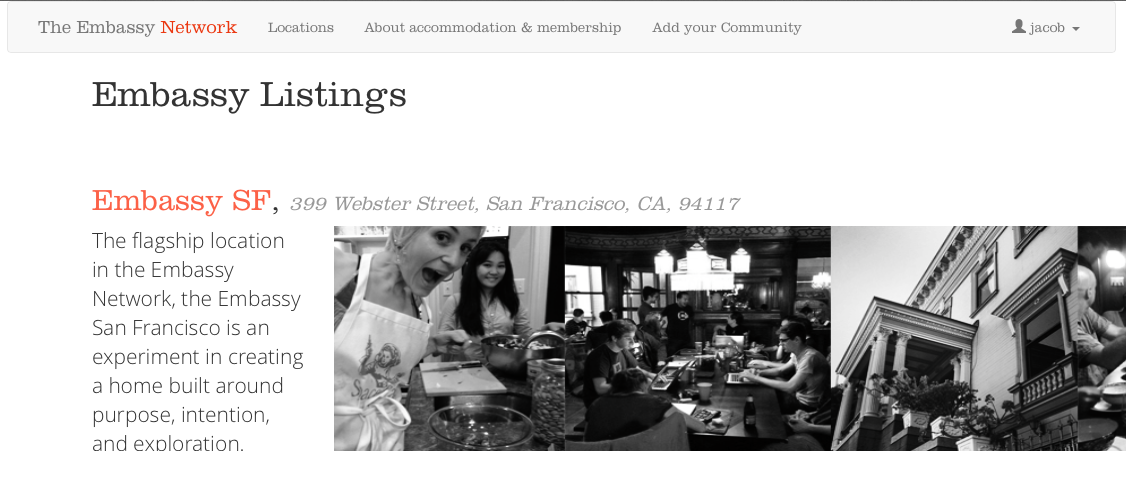 The Embassy Network Locations About accommodation & membership Add your Community jacob
Embassy Listings
Embassy SF, 399 Webster Street, San Francisco, CA, 94117
The flagship location
in the Embassy
Network, the Embassy
San Francisco is an
experiment in creating
a home built around
purpose, intention,
and exploration.